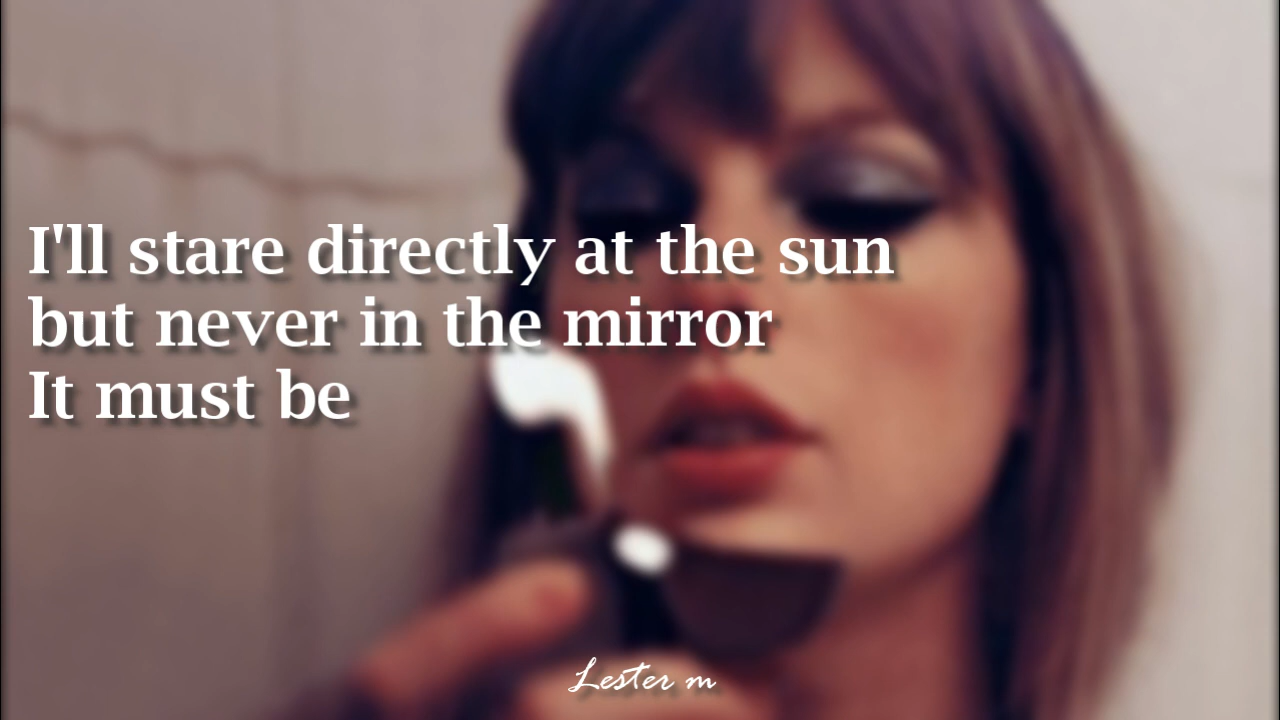 I'll stare directly at the sun
but never in the mirror
It must be
Lester m